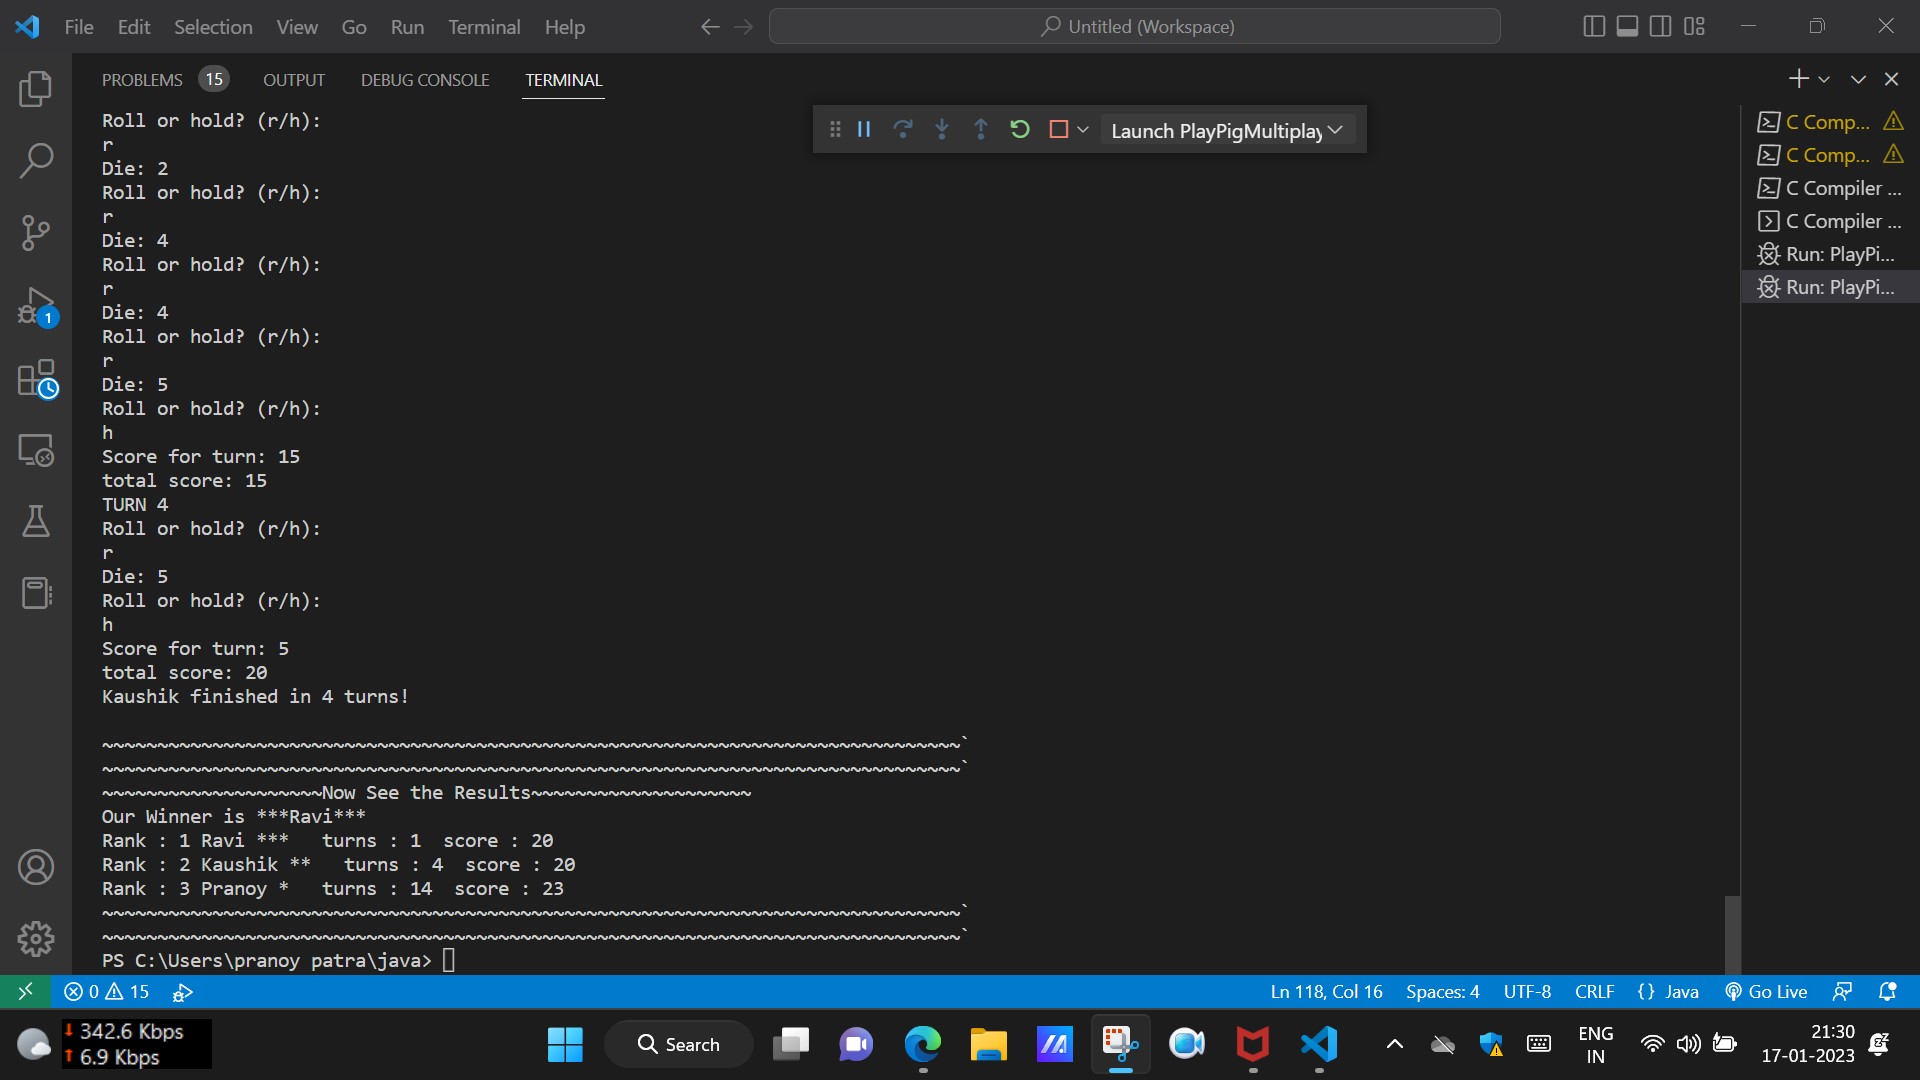 File Edit Selection View Go Run Terminal Help Untitled (Workspace)
PROBLEMS 15 OUTPUT DEBUG CONSOLE TERMINAL
Launch PlayPigMultiplay
Roll or hold? (r/h):
r
Die: 2
Roll or hold? (r/h):
r
Die: 4
Roll or hold? (r/h):
r
Die: 4
Roll or hold? (r/h):
r
Die: 5
Roll or hold? (r/h):
h
Score for turn: 15
total score: 15
TURN 4
Roll or hold? (r/h):
r
Die: 5
Roll or hold? (r/h):
h
Score for turn: 5
total score: 20
Kaushik finished in 4 turns!
~~~~~~~~~~~~~~~~~~~~~~~~~~~~~~~~~~~~~~~~~~~~~~~~~~~~~~~~~~~~~~~~~~~~~~~~~~~~~~`
~~~~~~~~~~~~~~~~~~~~~~~~~~~~~~~~~~~~~~~~~~~~~~~~~~~~~~~~~~~~~~~~~~~~~~~~~~~~~~`
~~~~~~~~~~~~~~~~~~~~Now See the Results~~~~~~~~~~~~~~~~~~~~
Our Winner is ***Ravi***
Rank : 1 Ravi ***   turns : 1  score : 20
Rank : 2 Kaushik **   turns : 4  score : 20
Rank : 3 Pranoy *   turns : 14  score : 23
~~~~~~~~~~~~~~~~~~~~~~~~~~~~~~~~~~~~~~~~~~~~~~~~~~~~~~~~~~~~~~~~~~~~~~~~~~~~~~`
~~~~~~~~~~~~~~~~~~~~~~~~~~~~~~~~~~~~~~~~~~~~~~~~~~~~~~~~~~~~~~~~~~~~~~~~~~~~~~`
PS C:\Users\pranoy patra\java>
C Comp...
C Comp...
C Compiler ...
C Compiler ...
Run: PlayPi...
Run: PlayPi...
1
0 15 Ln 118, Col 16 Spaces: 4 UTF-8 CRLF {} Java Go Live
342.6 Kbps
6.9 Kbps
Search
ENG
IN
21:30
17-01-2023